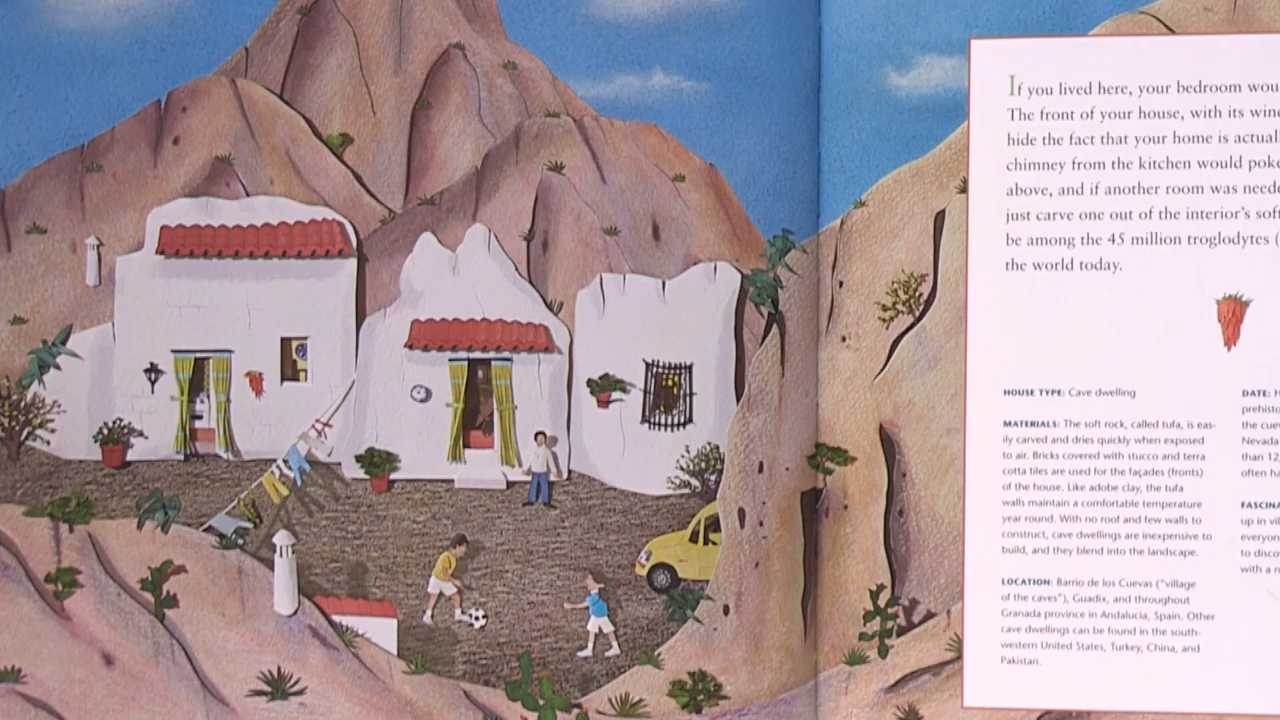 If you lived here, your bedroom wou
The front of your house, with its wind
hide the fact that your home is actuall
chimney from the kitchen would poke
above, and if another room was neede
just carve one out of the interior's soft
be among the 45 million troglodytes (
the world today.
HOUSE TYPE: Cave dwelling
MATERIALS: The soft rock, called tufa, is eas-
ily carved and dries quickly when exposed
to air. Bricks covered with stucco and terra
cotta tiles are used for the façades (fronts)
of the house. Like adobe clay, the tufa
walls maintain a comfortable temperature
year round. With no roof and few walls to
construct, cave dwellings are inexpensive to
build, and they blend into the landscape.
LOCATION: Barrio de los Cuevas ("village
of the caves"), Guadix, and throughout
Granada province in Andalucia, Spain. Other
cave dwellings can be found in the south-
western United States, Turkey, China, and
Pakistan.
DATE: H
prehisto
the cuev
Nevada
than 12,
often ha
FASCINA
up in vil
everyon
to disco
with a r